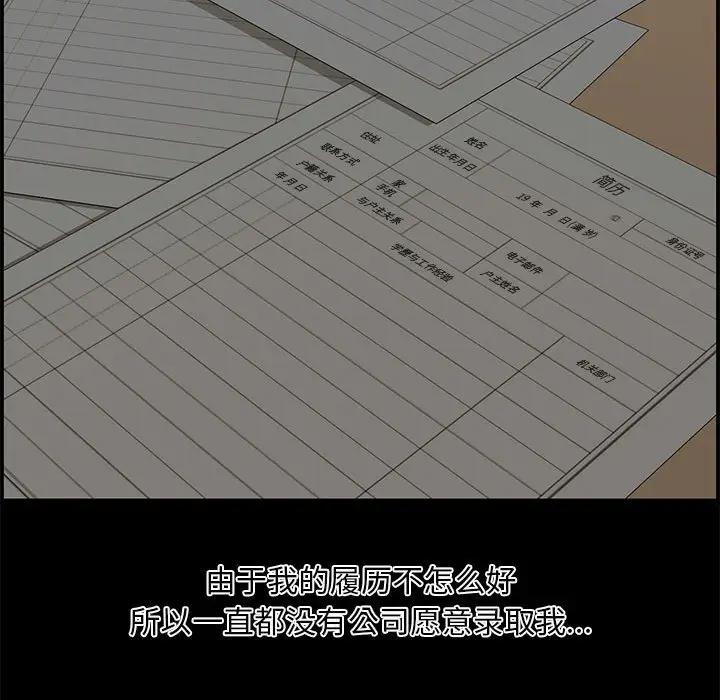 简历
姓名
出生年月日
19 年 月 日(满 岁)
身份证号
住址
联系方式
家
手机
电子邮件
户籍关系
与户主关系
户主姓名
年月日
学歷与工作经验
机关部门
由于我的履历不怎么好
所以一直都没有公司愿意录取我...